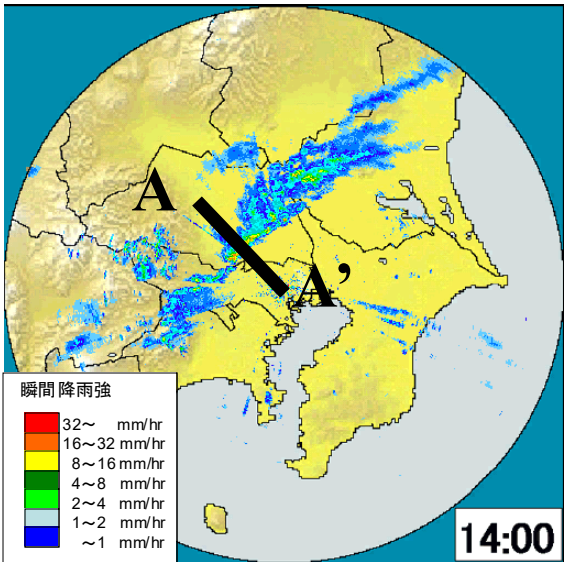 A
A’
瞬間降雨強
32～ mm/hr
16～32 mm/hr
8～16 mm/hr
4～8 mm/hr
2～4 mm/hr
1～2 mm/hr
～1 mm/hr
14:00